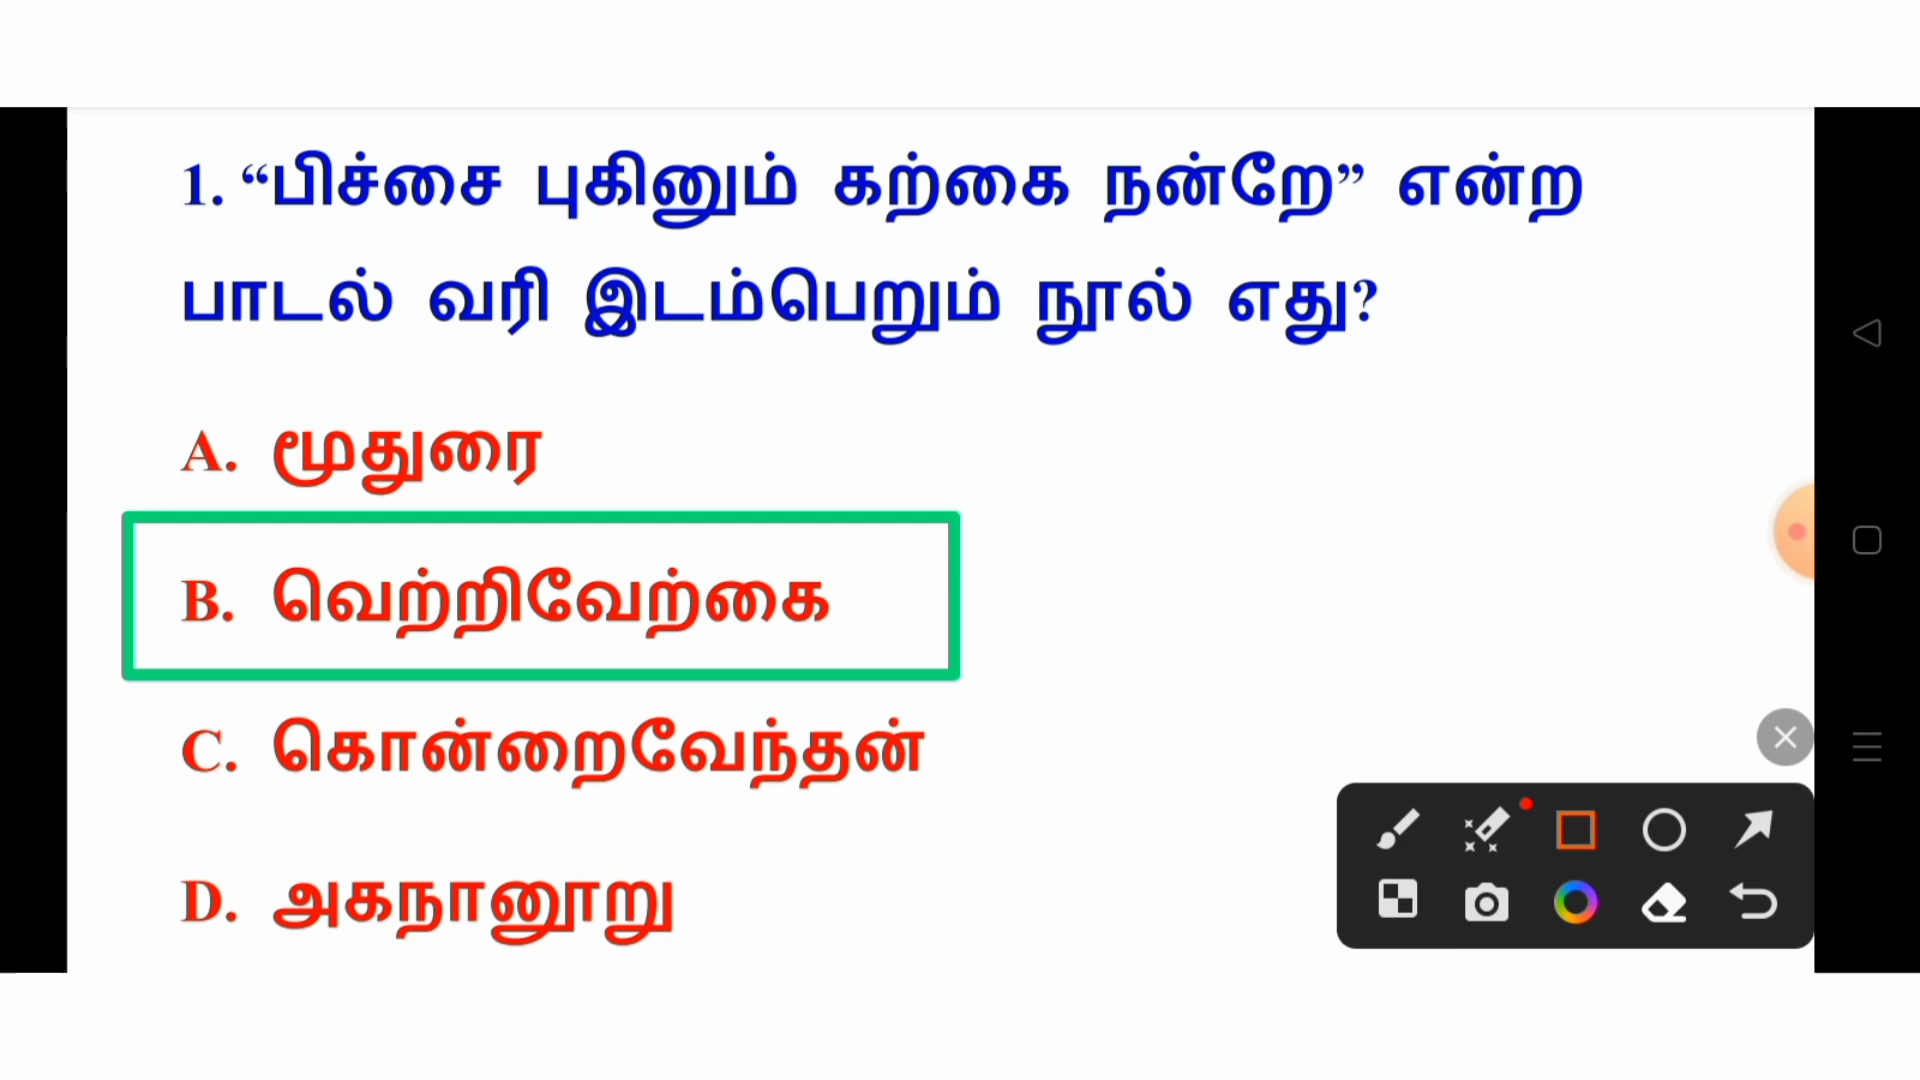 1. “பிச்சை புகினும் கற்கை நன்றே” என்ற
பாடல் வரி இடம்பெறும் நூல் எது?
A. மூதுரை
B. வெற்றிவேற்கை
C. கொன்றைவேந்தன்
D. அகநானூறு